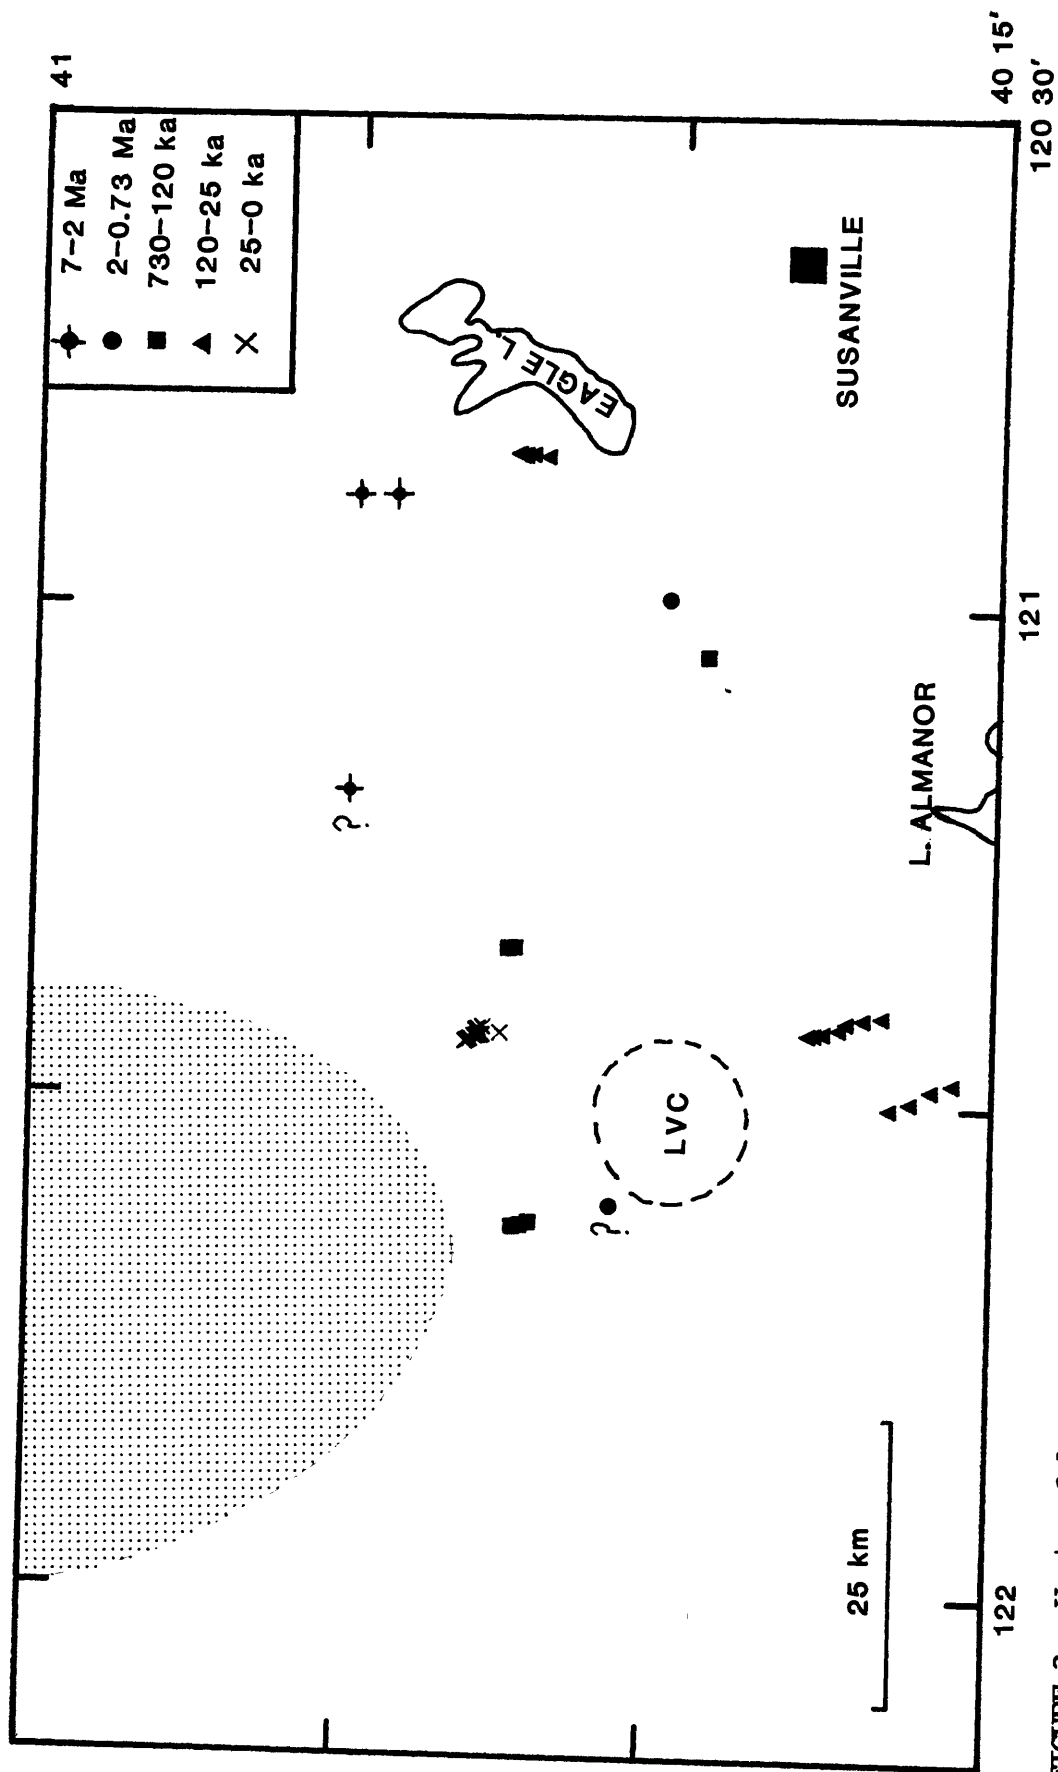 41
7–2 Ma
2–0.73 Ma
730–120 ka
120–25 ka
25–0 ka
EAGLE L.
SUSANVILLE
?
?
LVC
L. ALMANOR
25 km
122
121
120 30′
40 15′